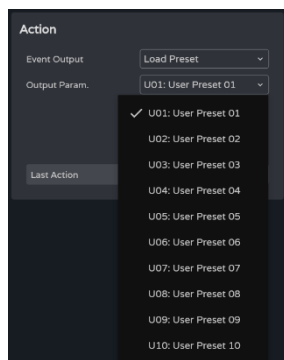 Action
Event Output Load Preset
Output Param. U01: User Preset 01
U01: User Preset 01
U02: User Preset 02
U03: User Preset 03
Last Action
U04: User Preset 04
U05: User Preset 05
U06: User Preset 06
U07: User Preset 07
U08: User Preset 08
U09: User Preset 09
U10: User Preset 10